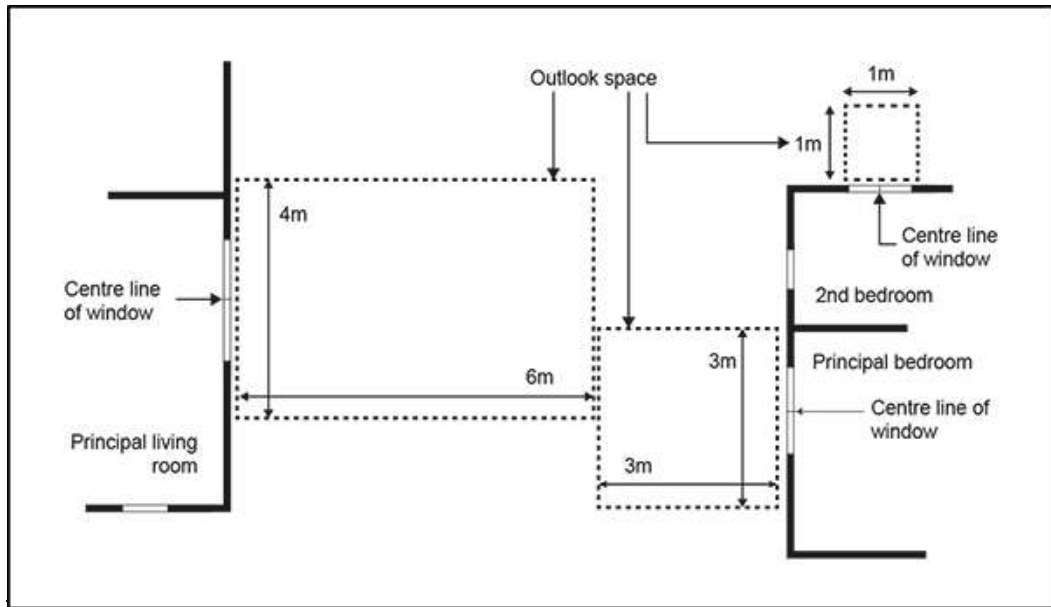 Outlook space
1m
1m
4m
Centre line
of window
Centre line
of window
2nd bedroom
3m
Principal bedroom
6m
Centre line of
window
Principal living
room
3m